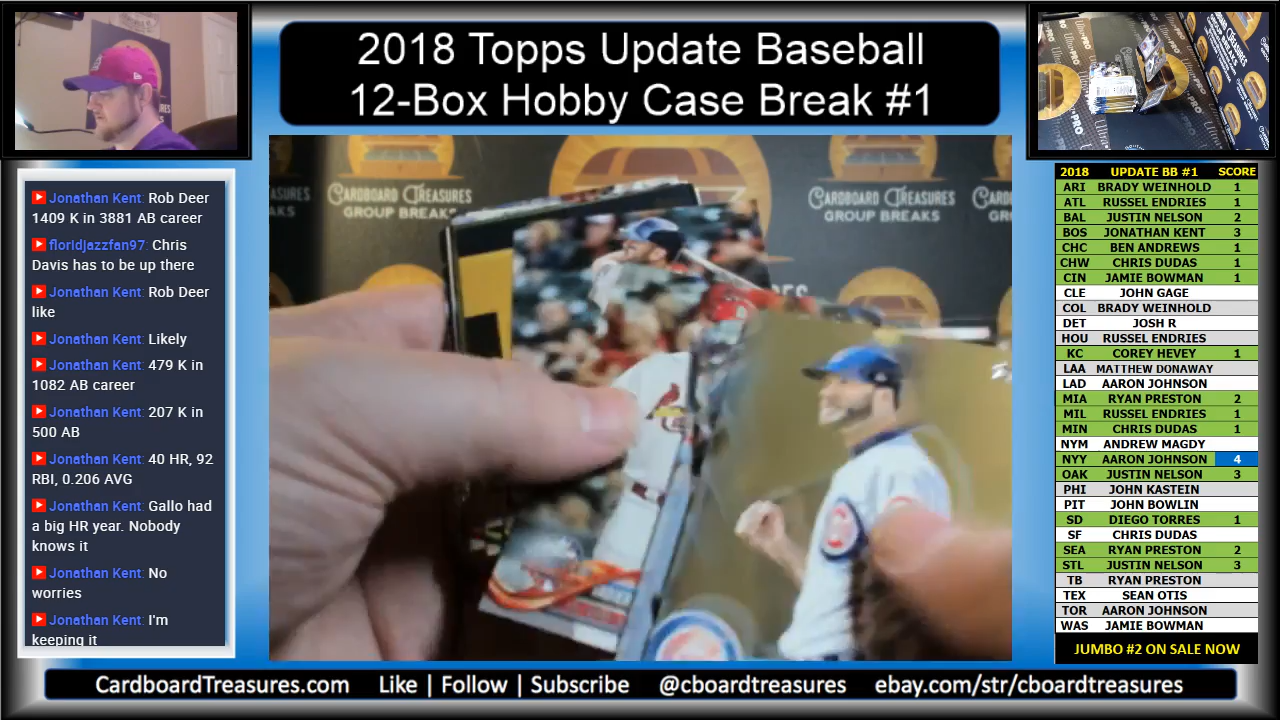 2018 Topps Update Baseball
12-Box Hobby Case Break #1
Jonathan Kent: Rob Deer
1409 K in 3881 AB career
floridjazzfan97: Chris
Davis has to be up there
Jonathan Kent: Rob Deer
like
Jonathan Kent: Likely
Jonathan Kent: 479 K in
1082 AB career
Jonathan Kent: 207 K in
500 AB
Jonathan Kent: 40 HR, 92
RBI, 0.206 AVG
Jonathan Kent: Gallo had
a big HR year. Nobody
knows it
Jonathan Kent: No
worries
Jonathan Kent: I'm
keeping it
CARDBOARD TREASURES
GROUP BREAKS
CARDBOARD TREASURES
GROUP BREAKS
2018 UPDATE BB #1 SCORE
ARI BRADY WEINHOLD 1
ATL RUSSEL ENDRIES 1
BAL JUSTIN NELSON 2
BOS JONATHAN KENT 3
CHC BEN ANDREWS 1
CHW CHRIS DUDAS 1
CIN JAMIE BOWMAN 1
CLE JOHN GAGE
COL BRADY WEINHOLD
DET JOSH R
HOU RUSSEL ENDRIES
KC COREY HEVEY 1
LAA MATTHEW DONAWAY
LAD AARON JOHNSON
MIA RYAN PRESTON 2
MIL RUSSEL ENDRIES 1
MIN CHRIS DUDAS 1
NYM ANDREW MAGDY
NYY AARON JOHNSON 4
OAK JUSTIN NELSON 3
PHI JOHN KASTEIN
PIT JOHN BOWLIN
SD DIEGO TORRES 1
SF CHRIS DUDAS
SEA RYAN PRESTON 2
STL JUSTIN NELSON 3
TB RYAN PRESTON
TEX SEAN OTIS
TOR AARON JOHNSON
WAS JAMIE BOWMAN
JUMBO #2 ON SALE NOW
CardboardTreasures.com Like | Follow | Subscribe @cboardtreasures ebay.com/str/cboardtreasures